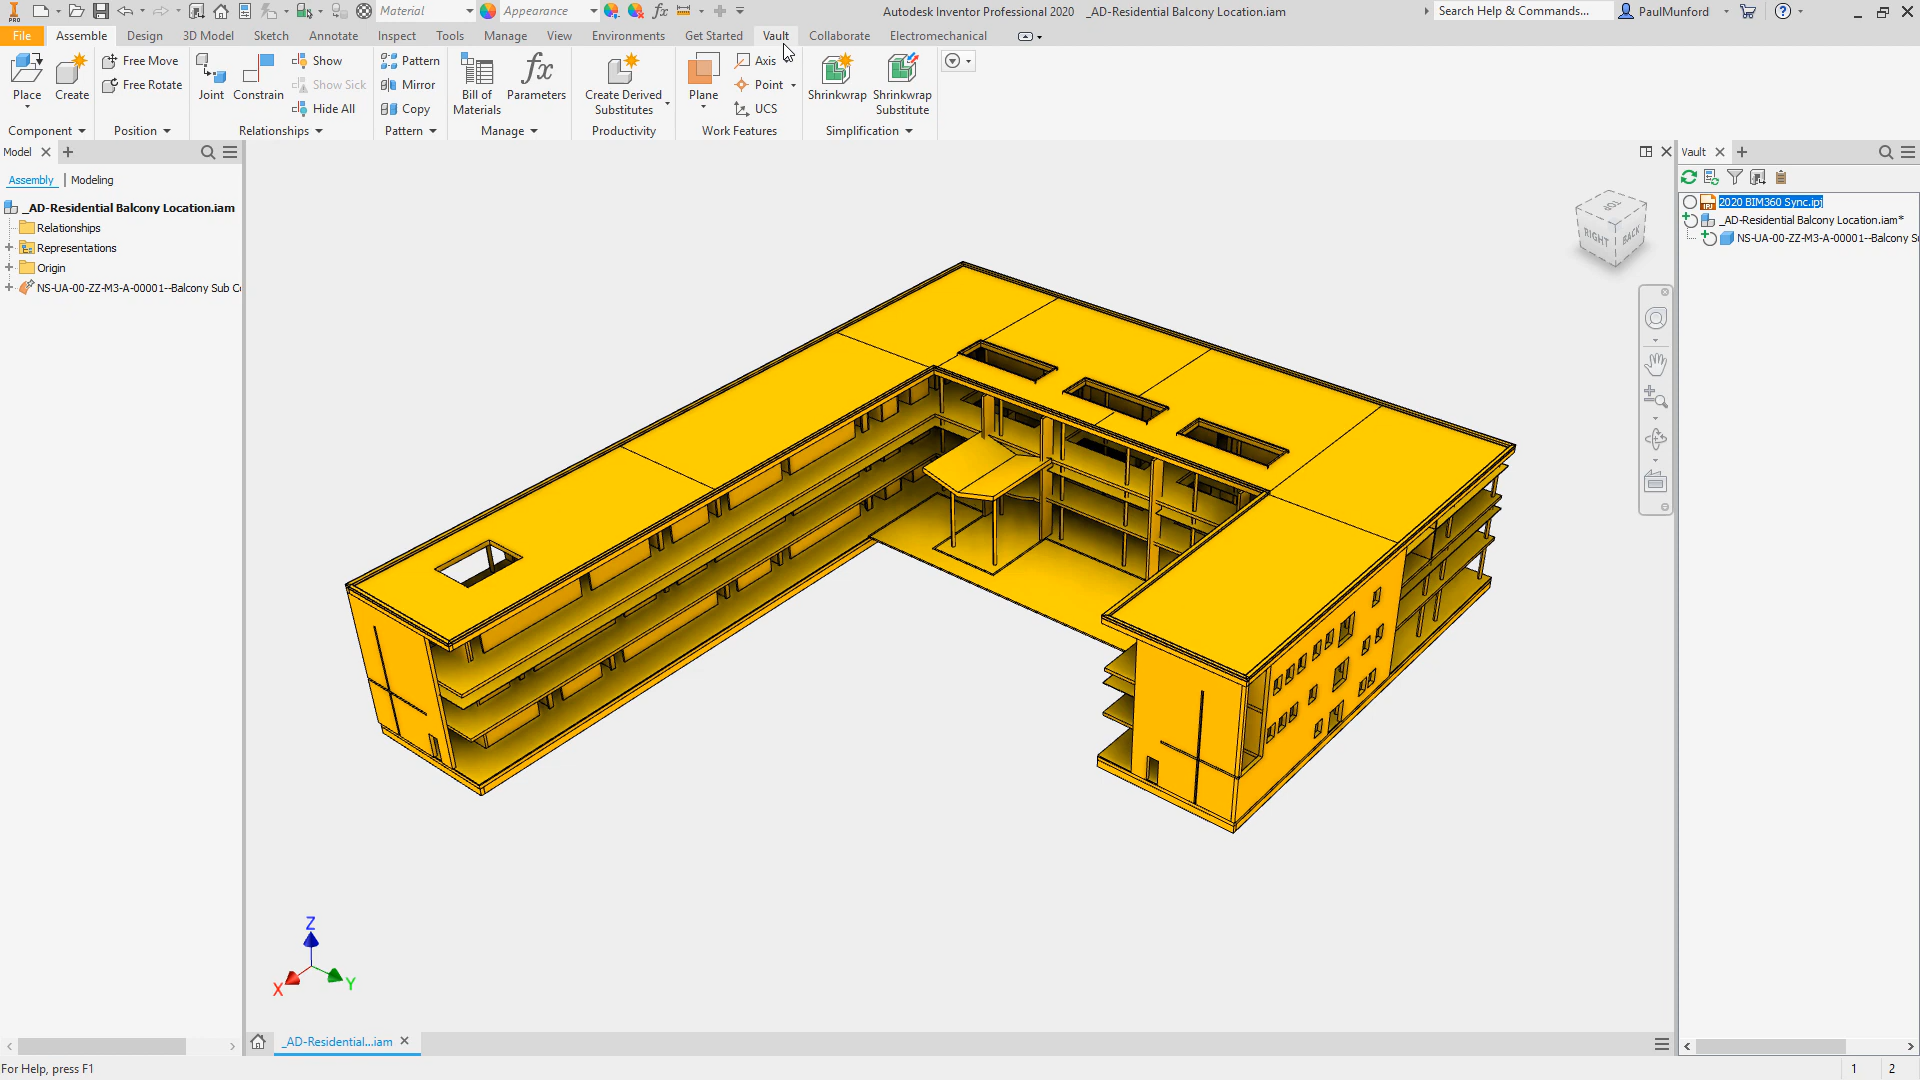 PRO
Material
Appearance
Autodesk Inventor Professional 2020 _AD-Residential Balcony Location.iam
Search Help & Commands...
PaulMunford
File Assemble Design 3D Model Sketch Annotate Inspect Tools Manage View Environments Get Started Vault Collaborate Electromechanical
Place
Create
Component
Free Move
Free Rotate
Position
Joint
Constrain
Show
Show Sick
Hide All
Relationships
Pattern
Mirror
Copy
Pattern
Bill of
Materials
Parameters
Manage
Create Derived
Substitutes
Productivity
Plane
Axis
Point
UCS
Work Features
Shrinkwrap
Shrinkwrap
Substitute
Simplification
Model
Assembly Modeling
_AD-Residential Balcony Location.iam
Relationships
Representations
Origin
NS-UA-00-ZZ-M3-A-00001--Balcony Sub C
TOP
RIGHT
BACK
Vault
IPJ
2020 BIM360 Sync.ipj
_AD-Residential Balcony Location.iam*
NS-UA-00-ZZ-M3-A-00001--Balcony S
Z
X
Y
_AD-Residential...iam
For Help, press F1
1 2